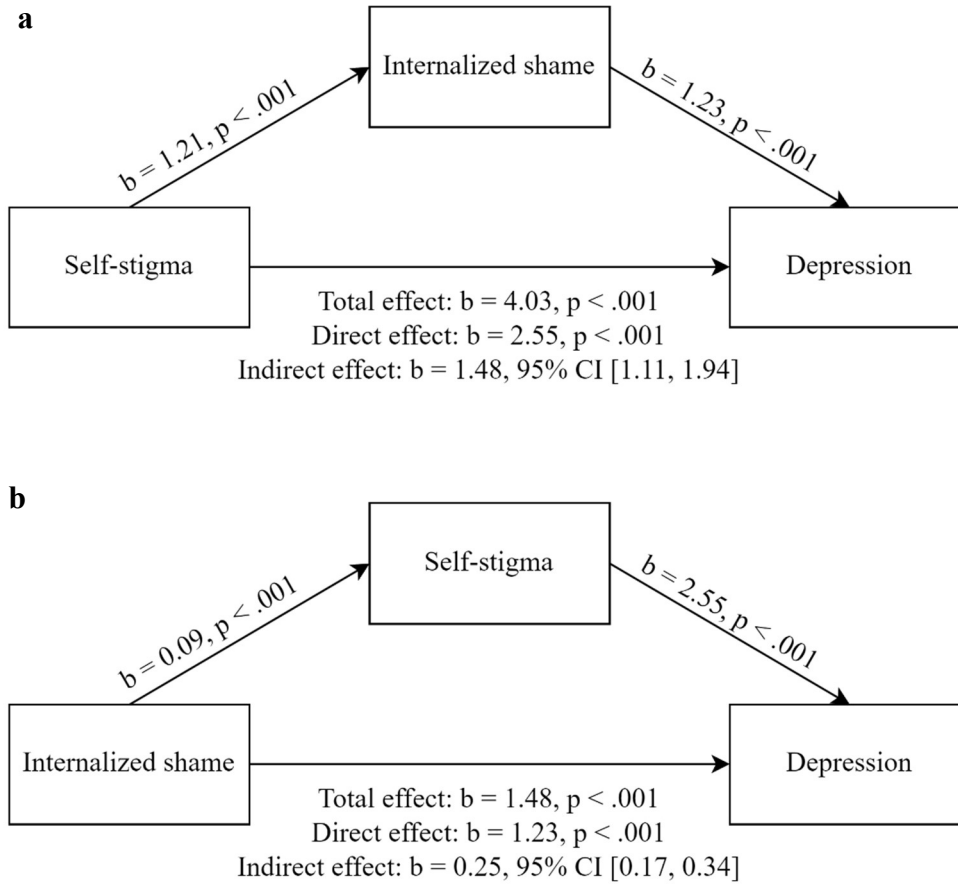 a
Internalized shame
b = 1.21, p < .001
b = 1.23, p < .001
Self-stigma
Depression
Total effect: b = 4.03, p < .001
Direct effect: b = 2.55, p < .001
Indirect effect: b = 1.48, 95% CI [1.11, 1.94]
b
Self-stigma
b = 0.09, p < .001
b = 2.55, p < .001
Internalized shame
Depression
Total effect: b = 1.48, p < .001
Direct effect: b = 1.23, p < .001
Indirect effect: b = 0.25, 95% CI [0.17, 0.34]